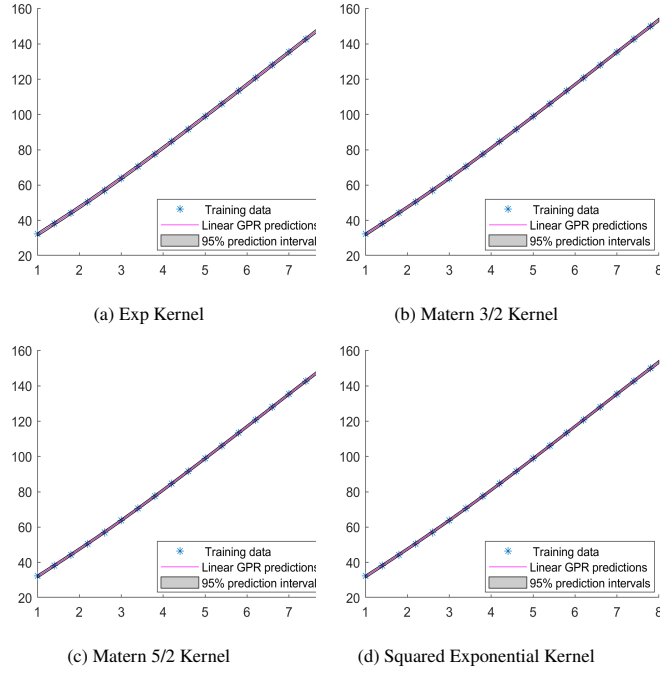 160
140
120
100
80
60
40
20
Training data
Linear GPR predictions
95% prediction intervals
1 2 3 4 5 6 7
(a) Exp Kernel
160
140
120
100
80
60
40
20
Training data
Linear GPR predictions
95% prediction intervals
1 2 3 4 5 6 7 8
(b) Matern 3/2 Kernel
160
140
120
100
80
60
40
20
Training data
Linear GPR predictions
95% prediction intervals
1 2 3 4 5 6 7
(c) Matern 5/2 Kernel
160
140
120
100
80
60
40
20
Training data
Linear GPR predictions
95% prediction intervals
1 2 3 4 5 6 7 8
(d) Squared Exponential Kernel